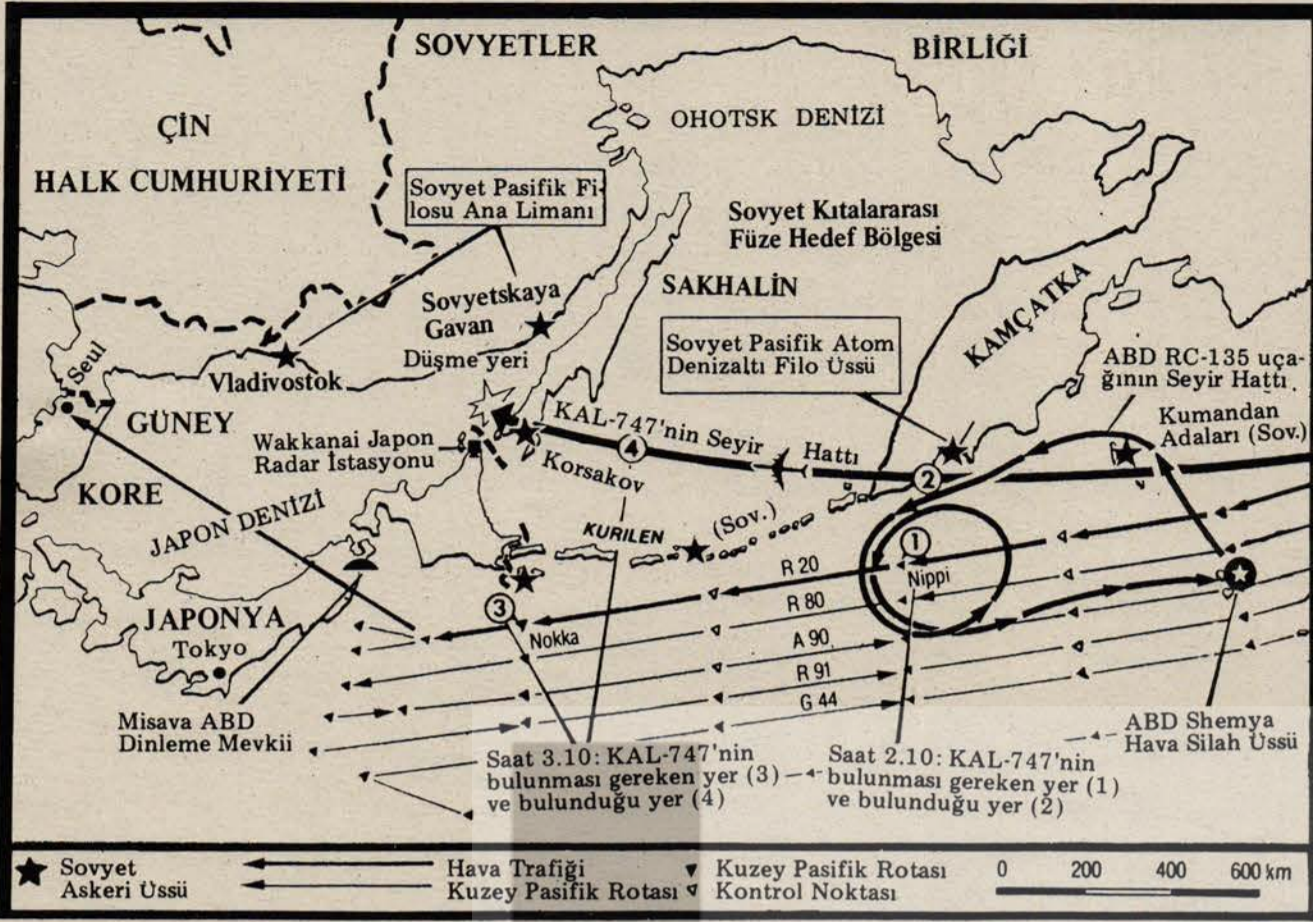 SOVYETLER
BİRLİĞİ
ÇİN
HALK CUMHURİYETİ
OHOTSK DENİZİ
Sovyet Pasifik Fi-
losu Ana Limanı
Sovyet Kıtalararası
Füze Hedef Bölgesi
SAKHALİN
KAMÇATKA
Sovyetskaya
Gavan
Düşme yeri
Sovyet Pasifik Atom
Denizaltı Filo Üssü
ABD RC-135 uça-
ğının Seyir Hattı
Kumandan
Adaları (Sov.)
Seul
Vladivostok
GÜNEY
KORE
Wakkanai Japon
Radar İstasyonu
KAL-747'nin Seyir Hattı
4
2
Korsakov
JAPON DENİZİ
KURILEN
(Sov.)
1
Nippi
R 20
R 80
A 90
R 91
G 44
3
Nokka
JAPONYA
Tokyo
Misava ABD
Dinleme Mevkii
Saat 3.10: KAL-747'nin
bulunması gereken yer (3)
ve bulunduğu yer (4)
Saat 2.10: KAL-747'nin
bulunması gereken yer (1)
ve bulunduğu yer (2)
ABD Shemya
Hava Silah Üssü
Sovyet
Askeri Üssü
Hava Trafiği
Kuzey Pasifik Rotası
Kuzey Pasifik Rotası
Kontrol Noktası
0 200 400 600 km